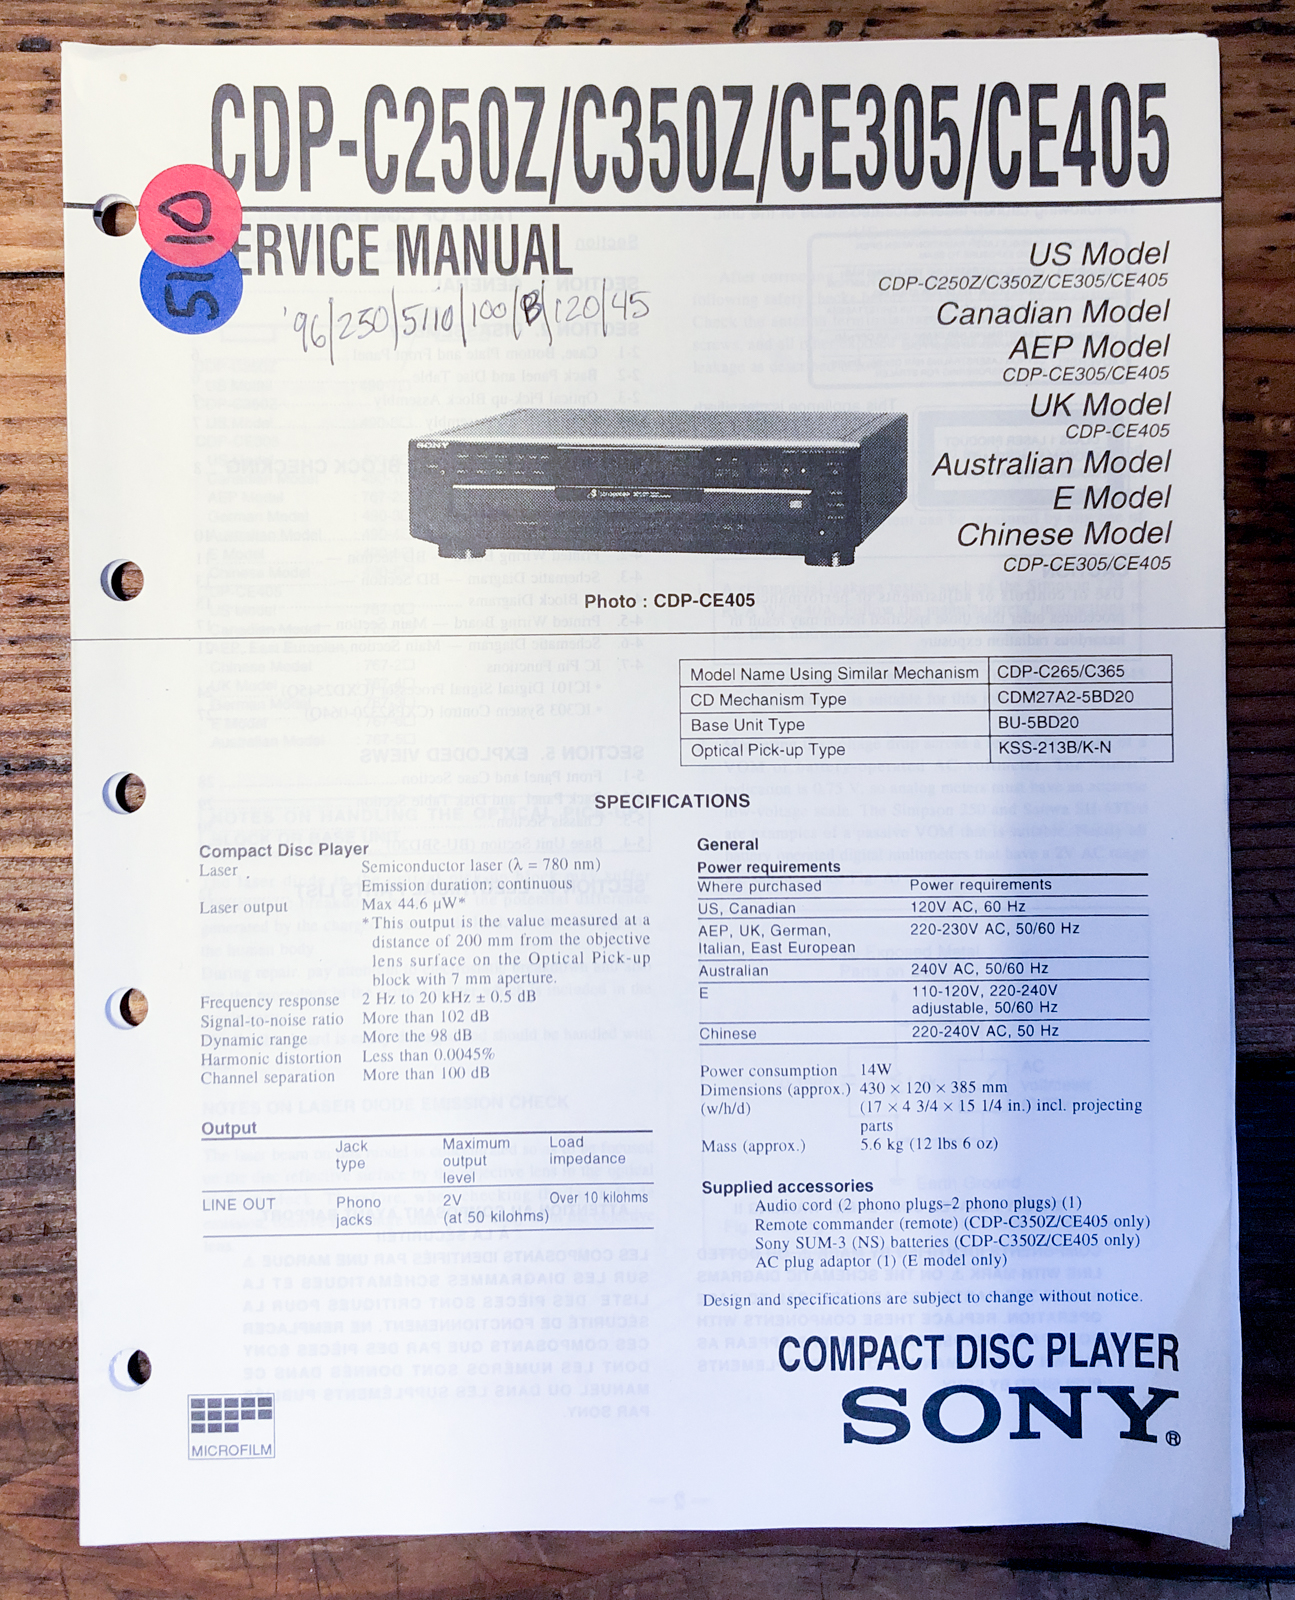 CDP-C250Z/C350Z/CE305/CE405
5110
ERVICE MANUAL
'96/250/5110/100/B/120/45
US Model
CDP-C250Z/C350Z/CE305/CE405
Canadian Model
AEP Model
CDP-CE305/CE405
UK Model
CDP-CE405
Australian Model
E Model
Chinese Model
CDP-CE305/CE405
SONY
Photo : CDP-CE405
Model Name Using Similar Mechanism CDP-C265/C365
CD Mechanism Type CDM27A2-5BD20
Base Unit Type BU-5BD20
Optical Pick-up Type KSS-213B/K-N
SPECIFICATIONS
Compact Disc Player
Laser Semiconductor laser (λ = 780 nm)
Emission duration: continuous
Laser output Max 44.6 µW*
*This output is the value measured at a
distance of 200 mm from the objective
lens surface on the Optical Pick-up
block with 7 mm aperture.
Frequency response 2 Hz to 20 kHz ± 0.5 dB
Signal-to-noise ratio More than 102 dB
Dynamic range More the 98 dB
Harmonic distortion Less than 0.0045%
Channel separation More than 100 dB
Output
Jack type Maximum output level Load impedance
LINE OUT Phono jacks 2V (at 50 kilohms) Over 10 kilohms
General
Power requirements
Where purchased Power requirements
US, Canadian 120V AC, 60 Hz
AEP, UK, German, 220-230V AC, 50/60 Hz
Italian, East European
Australian 240V AC, 50/60 Hz
E 110-120V, 220-240V
adjustable, 50/60 Hz
Chinese 220-240V AC, 50 Hz
Power consumption 14W
Dimensions (approx.) 430 × 120 × 385 mm
(w/h/d) (17 × 4 3/4 × 15 1/4 in.) incl. projecting
parts
Mass (approx.) 5.6 kg (12 lbs 6 oz)
Supplied accessories
Audio cord (2 phono plugs–2 phono plugs) (1)
Remote commander (remote) (CDP-C350Z/CE405 only)
Sony SUM-3 (NS) batteries (CDP-C350Z/CE405 only)
AC plug adaptor (1) (E model only)
Design and specifications are subject to change without notice.
COMPACT DISC PLAYER
SONY®
MICROFILM